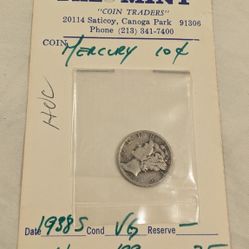 "COIN TRADERS"
20114 Saticoy, Canoga Park 91306
Phone (213) 341-7400
COIN MERCURY 10¢
HOC
Date 1938S Cond VG Reserve —